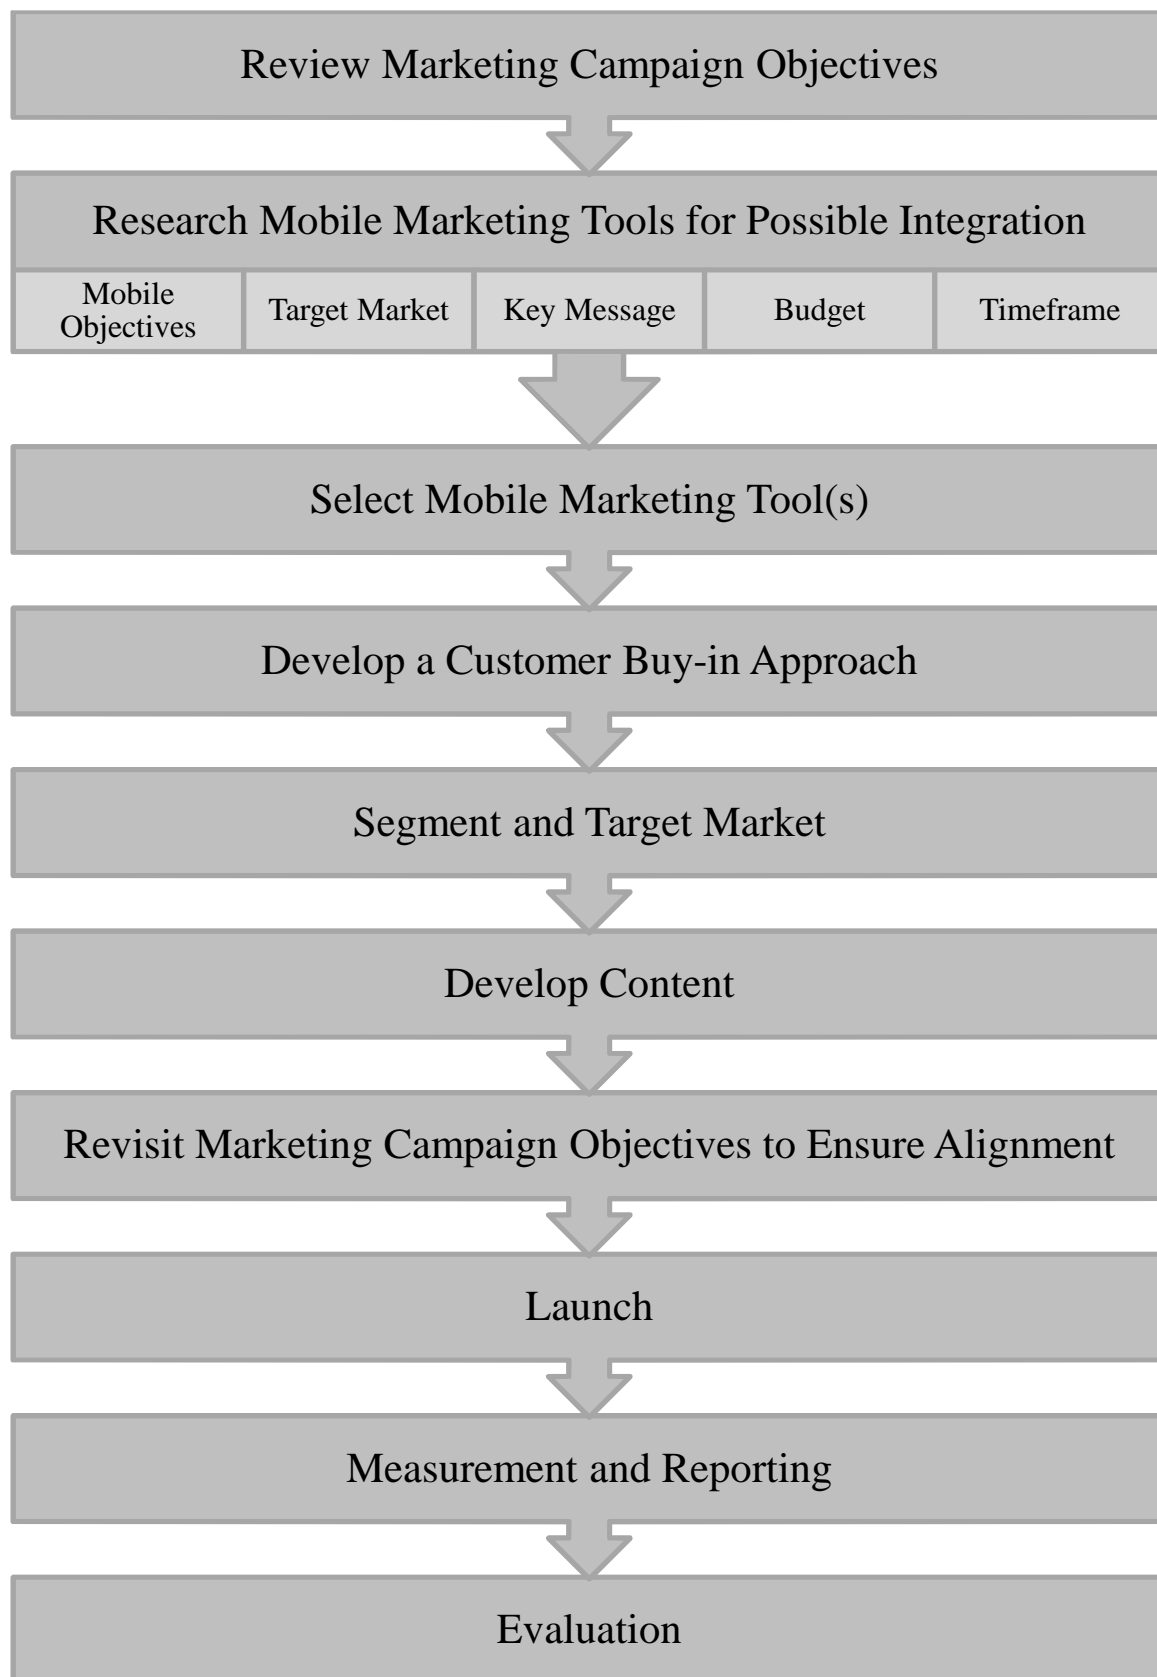 Review Marketing Campaign Objectives
Research Mobile Marketing Tools for Possible Integration
Mobile
Objectives
Target Market
Key Message
Budget
Timeframe
Select Mobile Marketing Tool(s)
Develop a Customer Buy-in Approach
Segment and Target Market
Develop Content
Revisit Marketing Campaign Objectives to Ensure Alignment
Launch
Measurement and Reporting
Evaluation